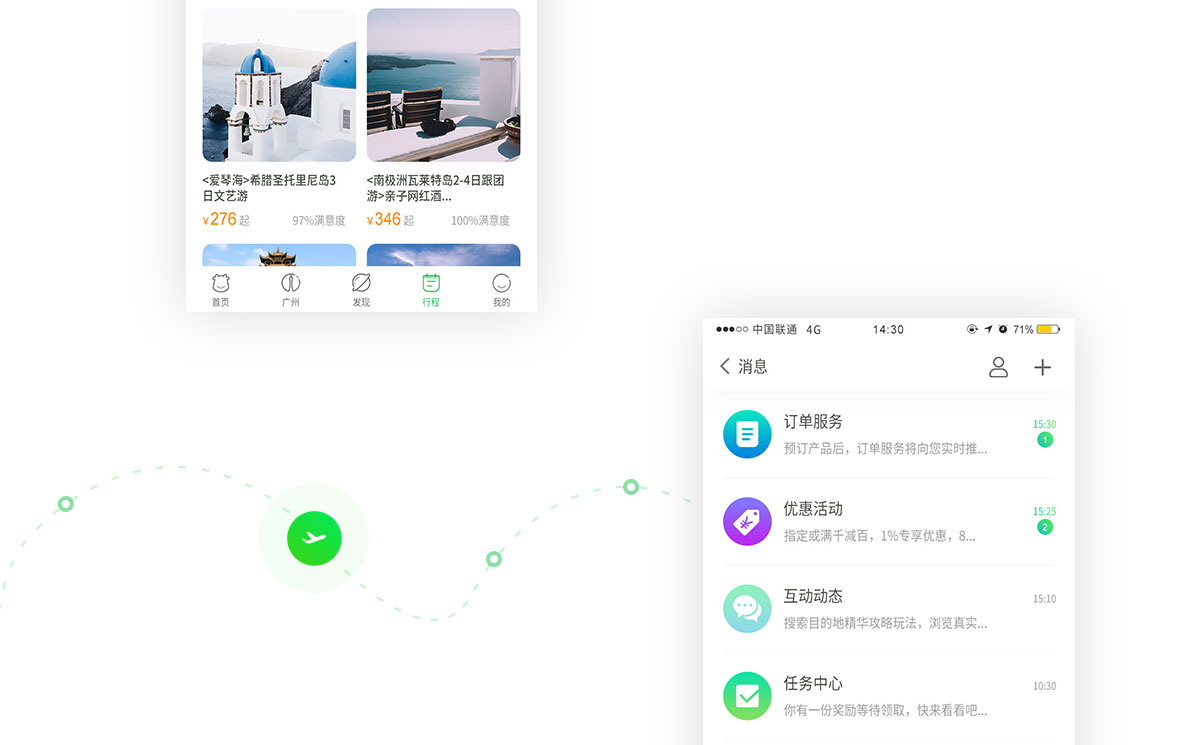 <爱琴海>希腊圣托里尼岛3
日文艺游
¥276起 97%满意度
<南极洲瓦莱特岛2-4日跟团
游>亲子网红酒...
¥346起 100%满意度
首页 广州 发现 行程 我的
中国联通 4G 14:30 71%
消息
订单服务 15:30
预订产品后，订单服务将向您实时推... 1
优惠活动 15:25
指定或满千减百，1%专享优惠，8... 2
互动动态 15:10
搜索目的地精华攻略玩法，浏览真实...
任务中心 10:30
你有一份奖励等待领取，快来看看吧...